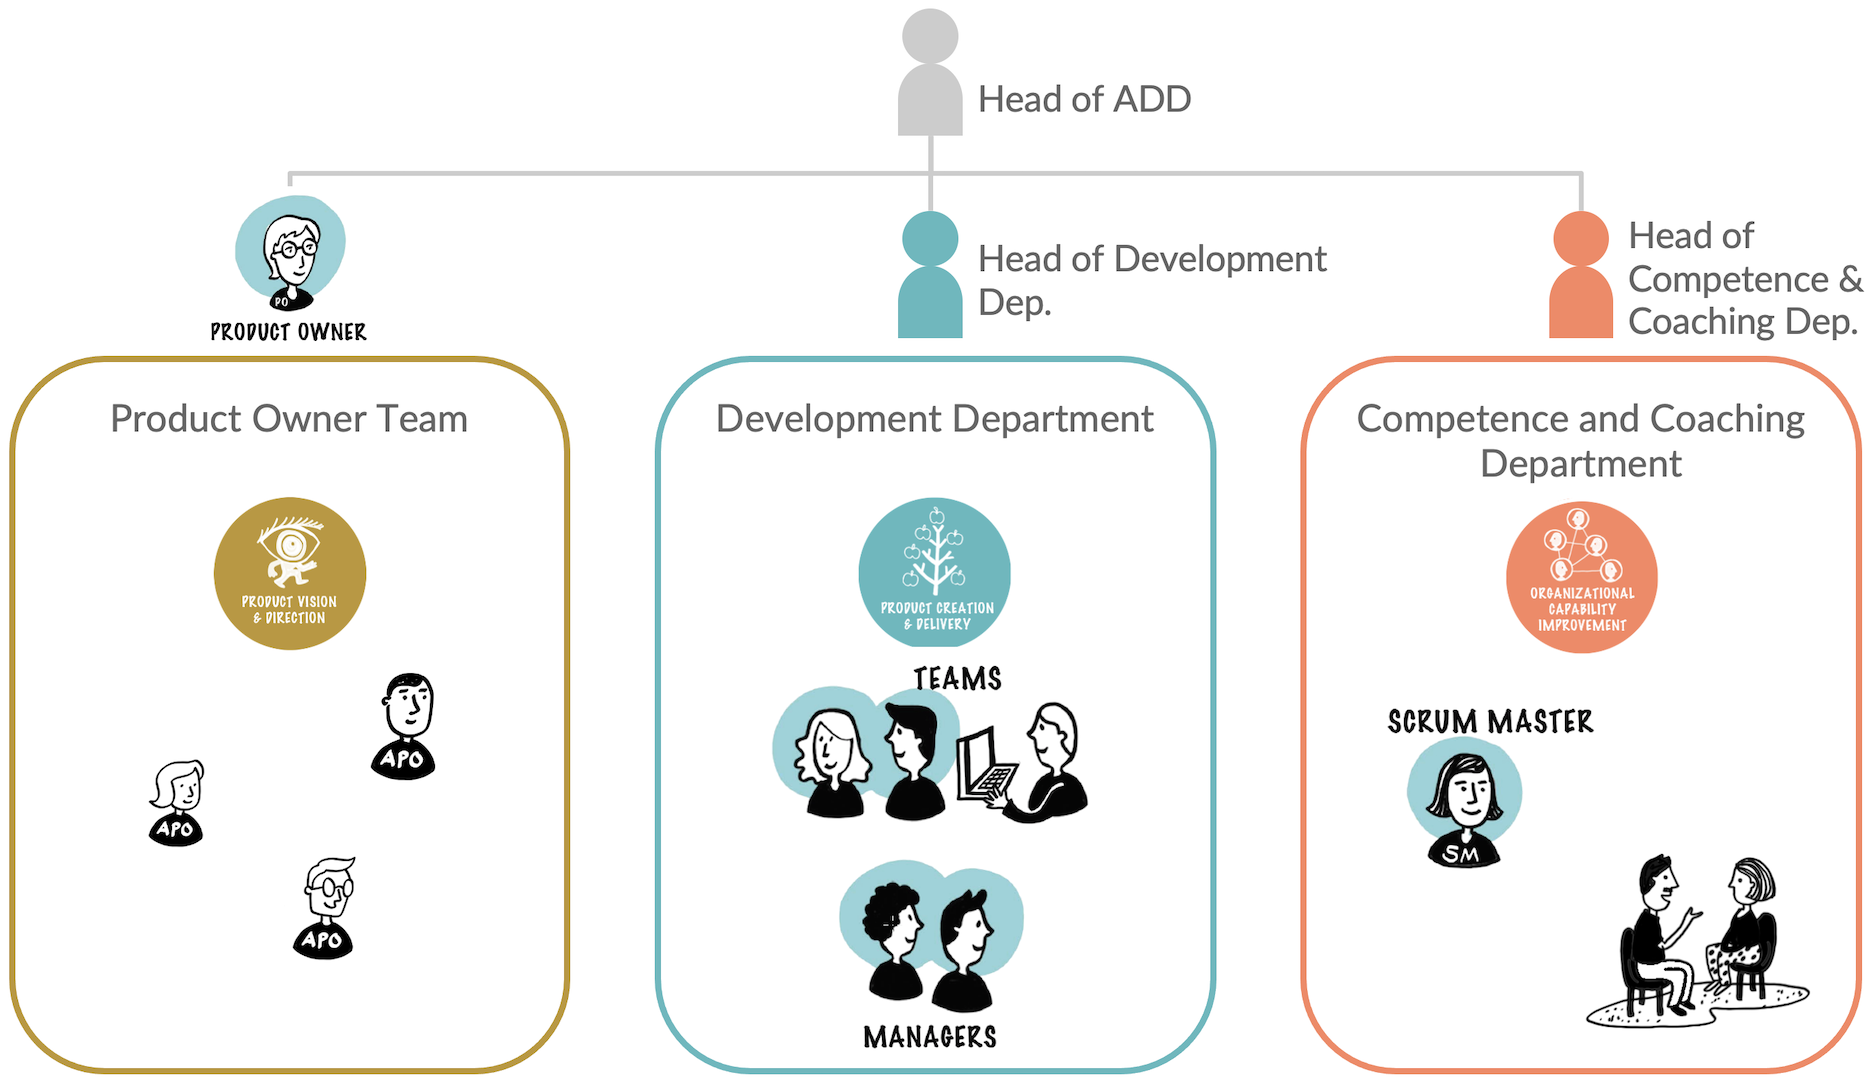 Head of ADD
PO
PRODUCT OWNER
Head of Development
Dep.
Head of
Competence &
Coaching Dep.
Product Owner Team
PRODUCT VISION
& DIRECTION
APO
APO
APO
Development Department
PRODUCT CREATION
& DELIVERY
TEAMS
MANAGERS
Competence and Coaching
Department
ORGANIZATIONAL
CAPABILITY
IMPROVEMENT
SCRUM MASTER
SM